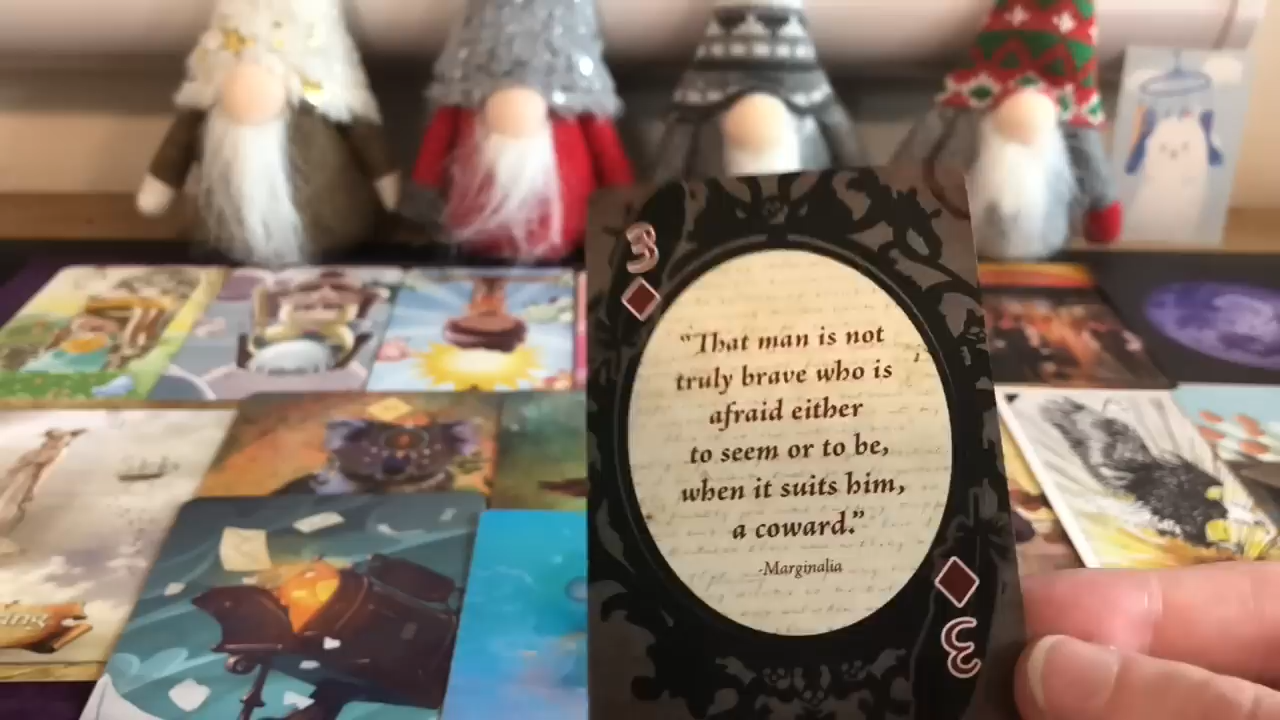 3
"That man is not
truly brave who is
afraid either
to seem or to be,
when it suits him,
a coward."
-Marginalia
3